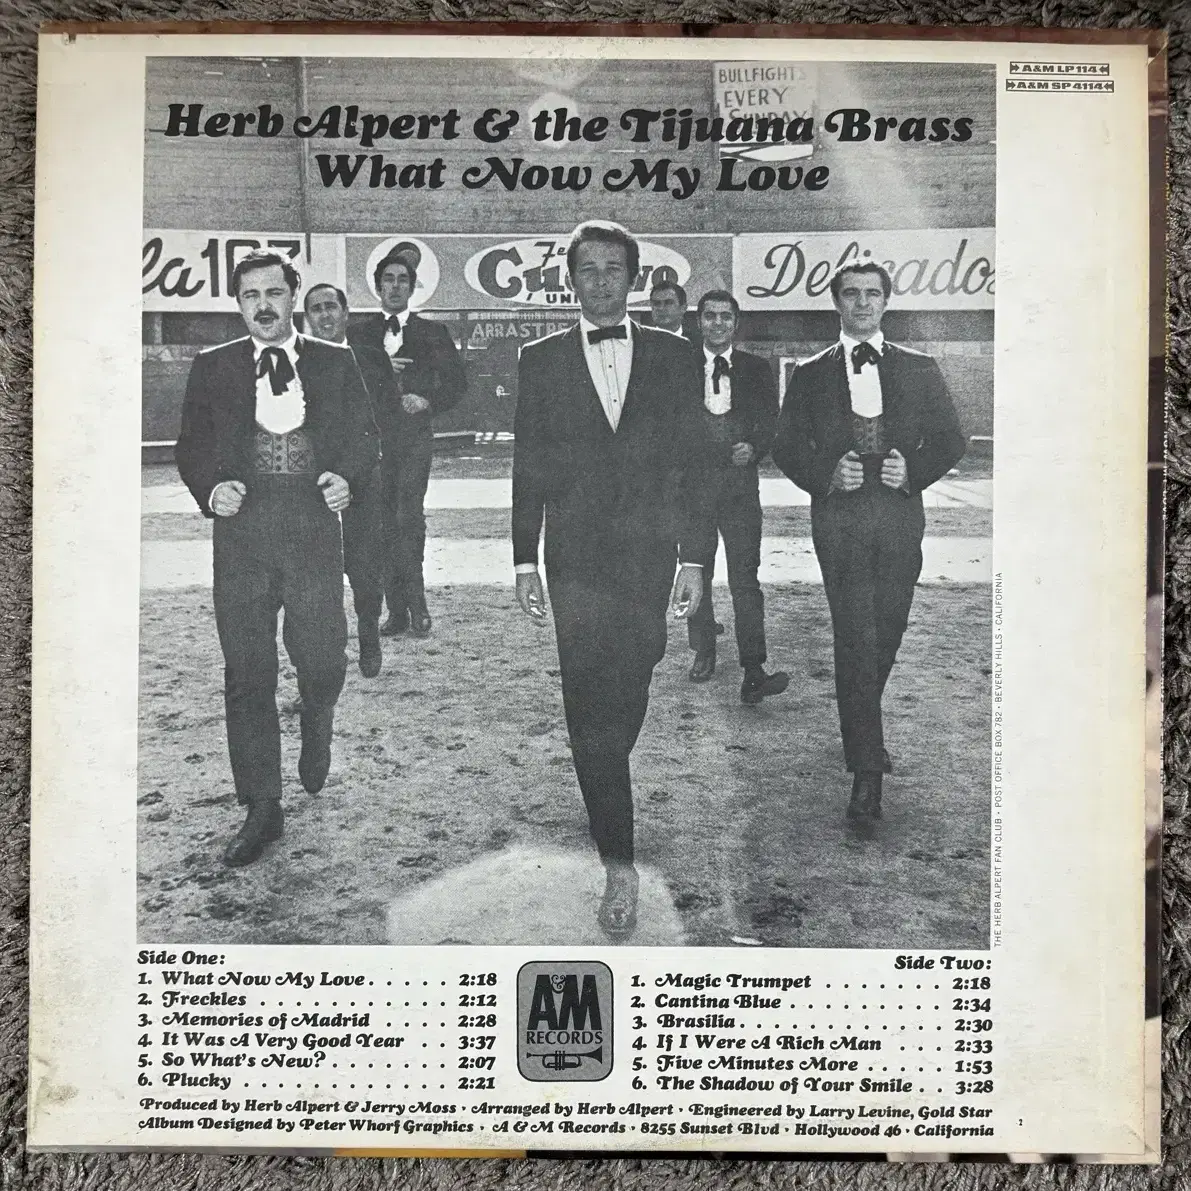 A&M LP 114
A&M SP 4114
BULLFIGHTS
EVERY
SUNDAY
Herb Alpert & the Tijuana Brass
What Now My Love
la 1
Delicados
UNI
ARRASTRE
THE HERB ALPERT FAN CLUB · POST OFFICE BOX 782 · BEVERLY HILLS · CALIFORNIA
Side One:
1. What Now My Love. . . . . . 2:18
2. Freckles . . . . . . . . . . . . 2:12
3. Memories of Madrid . . . . 2:28
4. It Was A Very Good Year . . 3:37
5. So What's New? . . . . . . . . 2:07
6. Plucky . . . . . . . . . . . . . 2:21
A&M
RECORDS
Side Two:
1. Magic Trumpet . . . . . . . 2:18
2. Cantina Blue . . . . . . . . . 2:34
3. Brasilia. . . . . . . . . . . . . 2:30
4. If I Were A Rich Man . . . 2:33
5. Five Minutes More . . . . . 1:53
6. The Shadow of Your Smile . . 3:28
Produced by Herb Alpert & Jerry Moss · Arranged by Herb Alpert · Engineered by Larry Levine, Gold Star
Album Designed by Peter Whorf Graphics · A & M Records · 8255 Sunset Blvd · Hollywood 46 · California
2